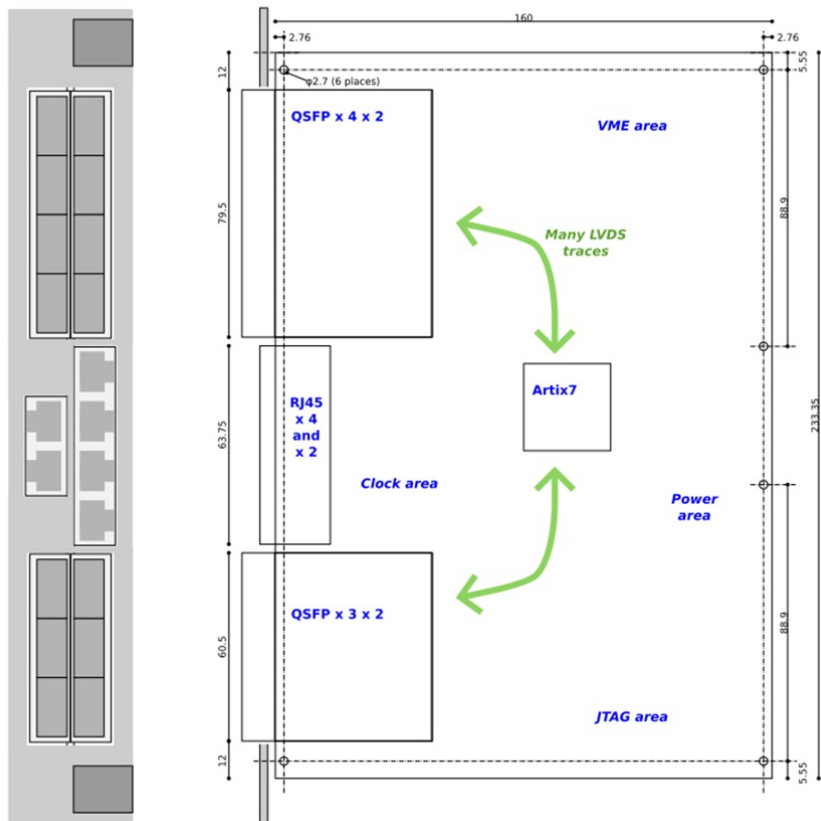 160
2.76
2.76
5.55
12
φ2.7 (6 places)
QSFP x 4 x 2
VME area
79.5
88.9
Many LVDS
traces
Artix7
RJ45
x 4
and
x 2
63.75
233.35
Clock area
Power
area
QSFP x 3 x 2
60.5
88.9
JTAG area
12
5.55